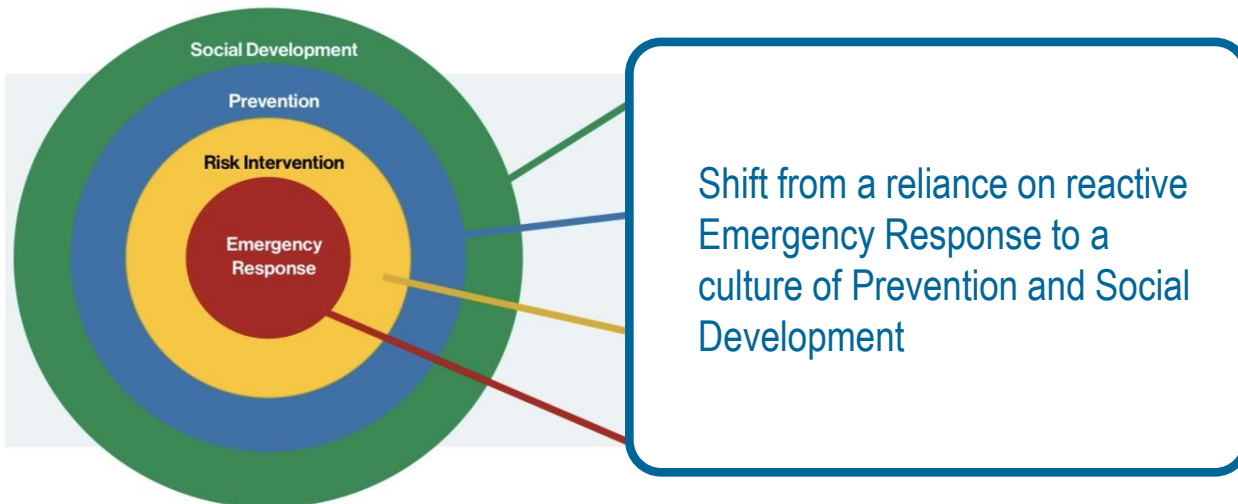 Social Development
Prevention
Risk Intervention
Emergency
Response
Shift from a reliance on reactive
Emergency Response to a
culture of Prevention and Social
Development